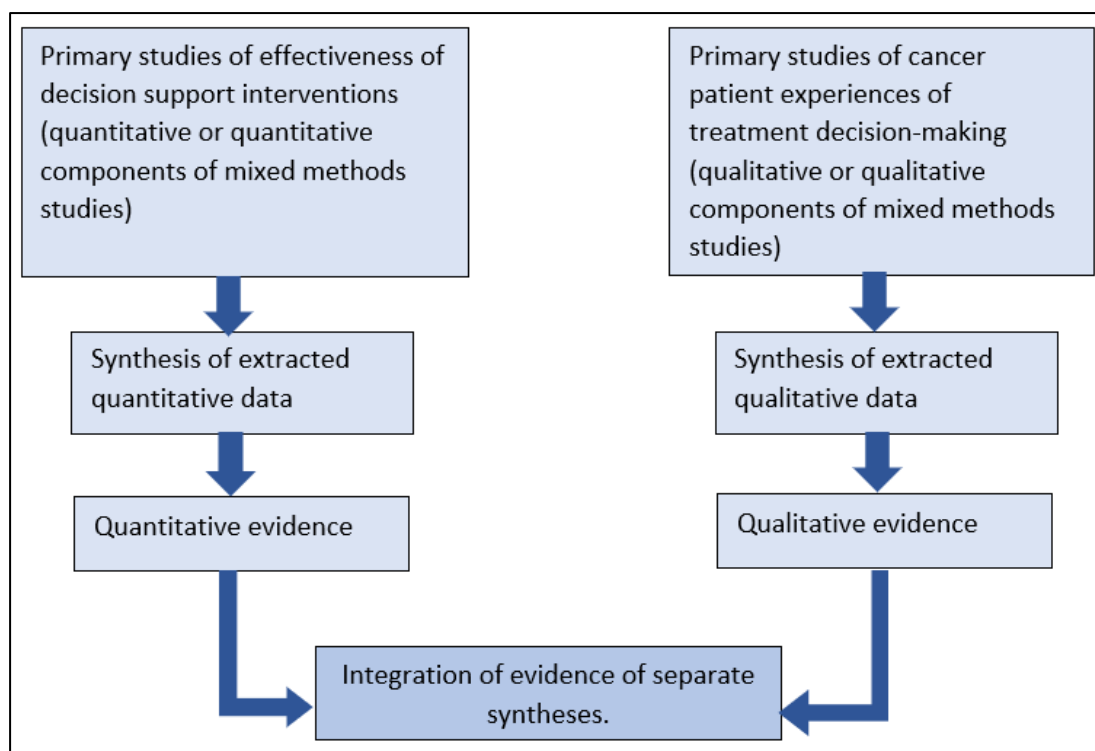 Primary studies of effectiveness of
decision support interventions
(quantitative or quantitative
components of mixed methods
studies)
Primary studies of cancer
patient experiences of
treatment decision-making
(qualitative or qualitative
components of mixed methods
studies)
Synthesis of extracted
quantitative data
Synthesis of extracted
qualitative data
Quantitative evidence
Qualitative evidence
Integration of evidence of separate
syntheses.